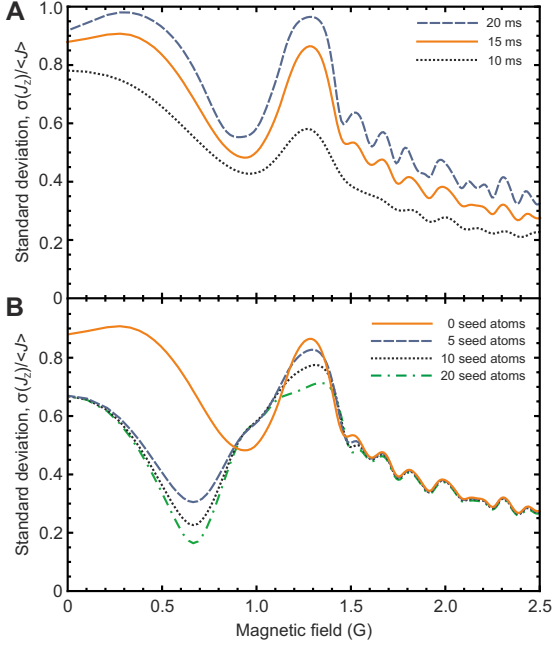 A
1.0
0.8
0.6
0.4
0.2
0
Standard deviation, σ(Jz)/<J>
20 ms
15 ms
10 ms
B
0.8
0.6
0.4
0.2
0
Standard deviation, σ(Jz)/<J>
0 seed atoms
5 seed atoms
10 seed atoms
20 seed atoms
0 0.5 1.0 1.5 2.0 2.5
Magnetic field (G)